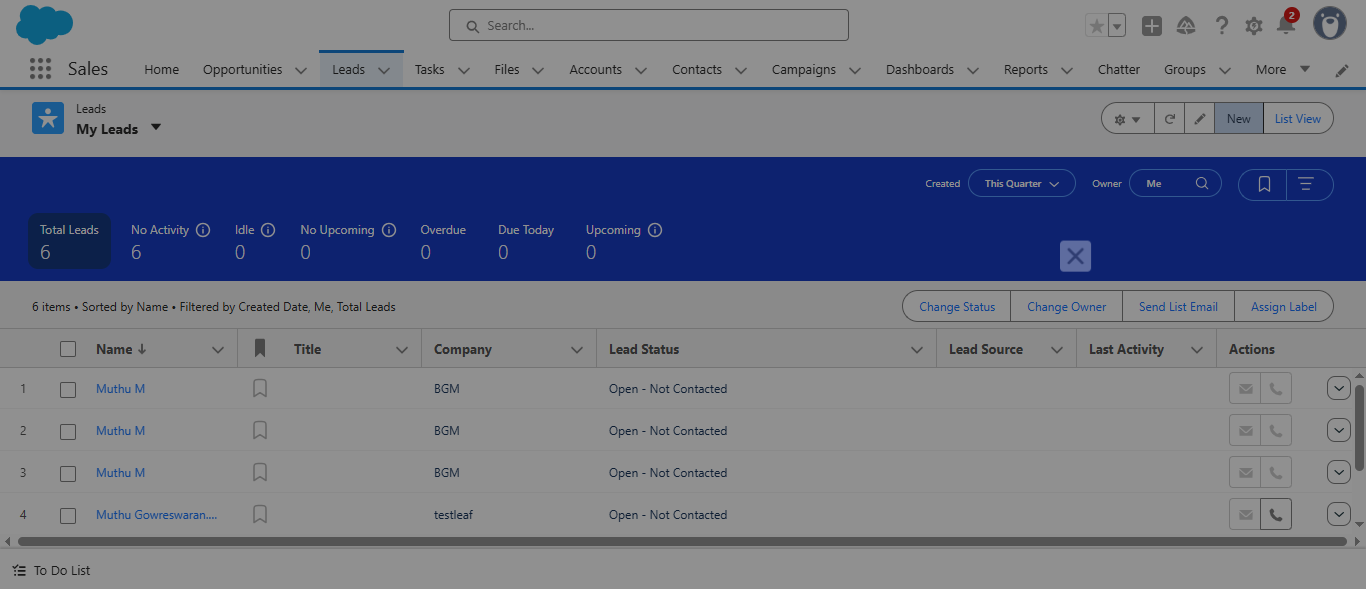 Search...
2
Sales
Home
Opportunities
Leads
Tasks
Files
Accounts
Contacts
Campaigns
Dashboards
Reports
Chatter
Groups
More
Leads
My Leads
New
List View
Created
This Quarter
Owner
Me
Total Leads
6
No Activity
6
Idle
0
No Upcoming
0
Overdue
0
Due Today
0
Upcoming
0
6 items • Sorted by Name • Filtered by Created Date, Me, Total Leads
Change Status
Change Owner
Send List Email
Assign Label
Name Title Company Lead Status Lead Source Last Activity Actions
1 Muthu M BGM Open - Not Contacted
2 Muthu M BGM Open - Not Contacted
3 Muthu M BGM Open - Not Contacted
4 Muthu Gowreswaran.... testleaf Open - Not Contacted
To Do List